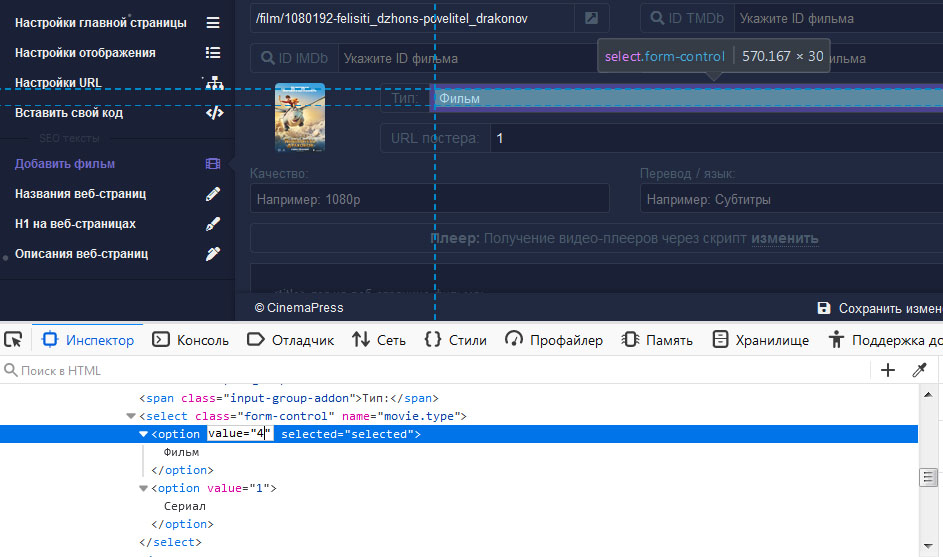 Настройки главной страницы
Настройки отображения
Настройки URL
Вставить свой код
SEO тексты
Добавить фильм
Названия веб-страниц
H1 на веб-страницах
Описания веб-страниц
/film/1080192-felisiti_dzhons-povelitel_drakonov
ID TMDb Укажите ID фильма
ID IMDb Укажите ID фильма
фильма
select.form-control 570.167 × 30
Тип: Фильм
URL постера: 1
Качество:
Например: 1080p
Перевод / язык:
Например: Субтитры
Плеер: Получение видео-плееров через скрипт изменить
© CinemaPress
Сохранить измен
Инспектор Консоль Отладчик Сеть Стили Профайлер Память Хранилище Поддержка до
Поиск в HTML
<span class="input-group-addon">Тип:</span>
<select class="form-control" name="movie.type">
<option value="4" selected="selected">
Фильм
</option>
<option value="1">
Сериал
</option>
</select>